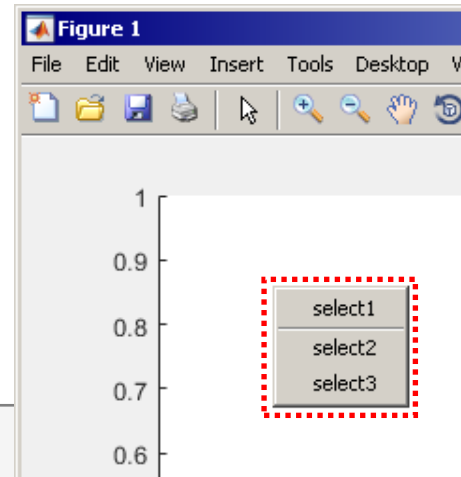 Figure 1
File Edit View Insert Tools Desktop
1
0.9
0.8
0.7
0.6
select1
select2
select3